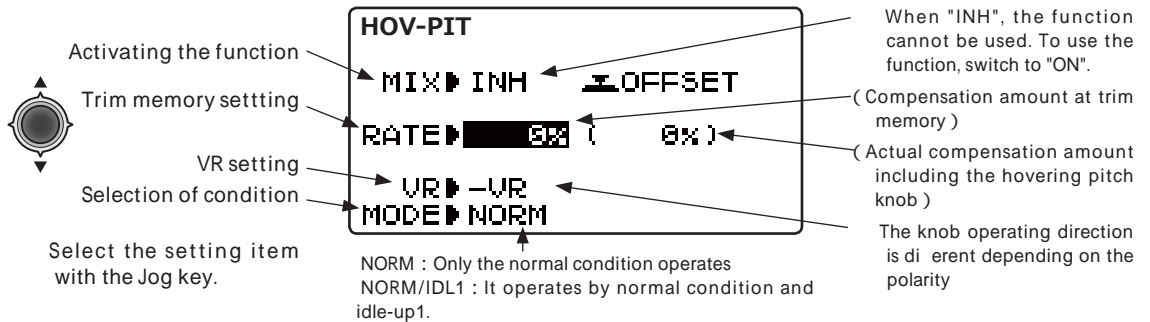 HOV-PIT
Activating the function
MIX INH OFFSET
Trim memory settting
RATE 0% ( 0%)
VR setting
VR -VR
Selection of condition
MODE NORM
Select the setting item
with the Jog key.
NORM : Only the normal condition operates
NORM/IDL1 : It operates by normal condition and
idle-up1.
When "INH", the function
cannot be used. To use the
function, switch to "ON".
( Compensation amount at trim
memory )
( Actual compensation amount
including the hovering pitch
knob )
The knob operating direction
is di erent depending on the
polarity